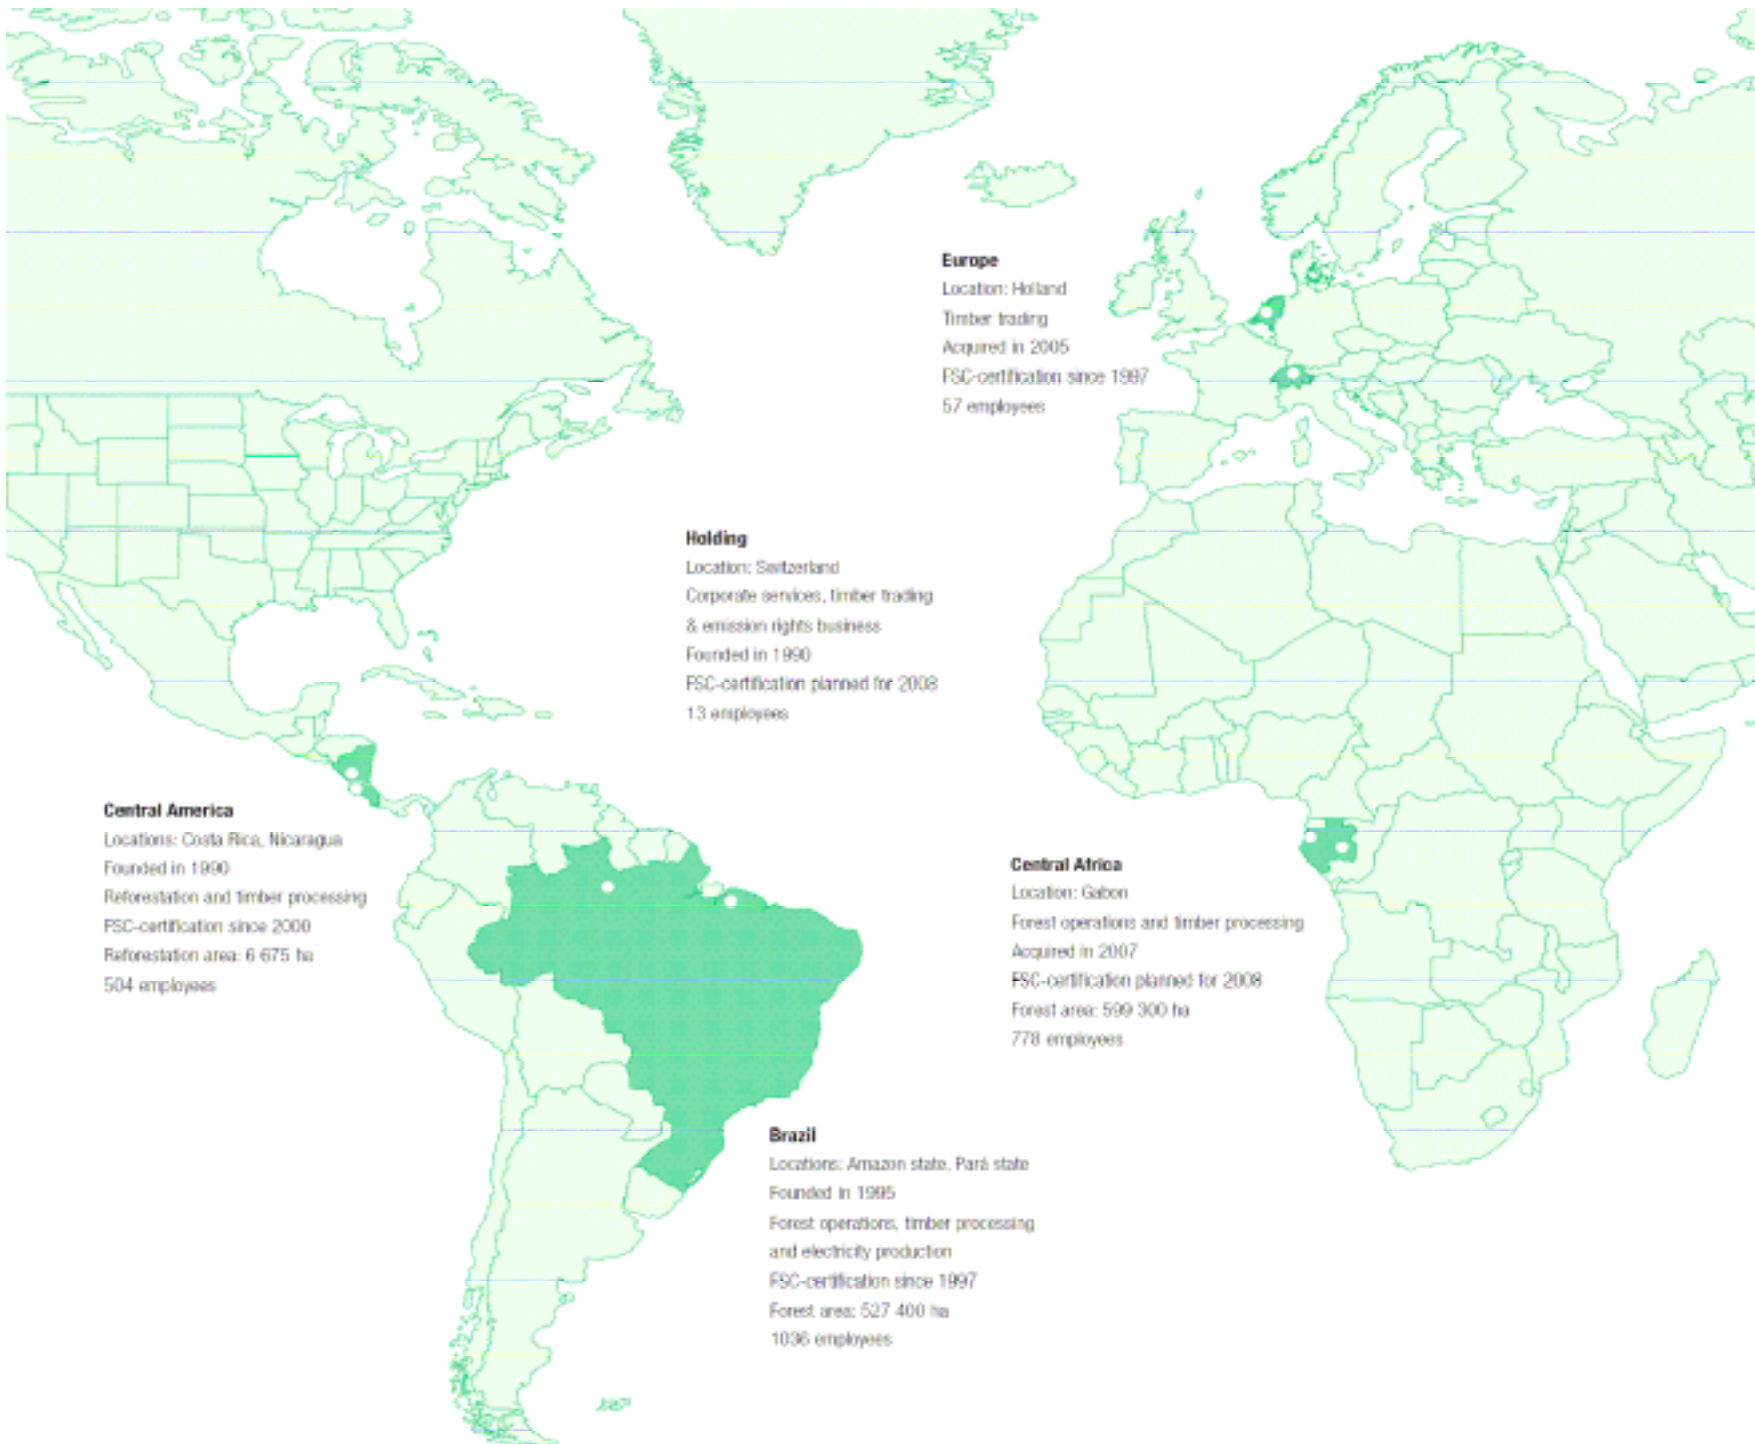 Europe
Location: Holland
Timber trading
Acquired in 2005
FSC-certification since 1997
57 employees
Holding
Location: Switzerland
Corporate services, timber trading
& emission rights business
Founded in 1990
FSC-certification planned for 2008
13 employees
Central America
Locations: Costa Rica, Nicaragua
Founded in 1990
Reforestation and timber processing
FSC-certification since 2000
Reforestation area: 6 675 ha
504 employees
Central Africa
Location: Gabon
Forest operations and timber processing
Acquired in 2007
FSC-certification planned for 2008
Forest area: 599 300 ha
778 employees
Brazil
Locations: Amazon state, Pará state
Founded in 1995
Forest operations, timber processing
and electricity production
FSC-certification since 1997
Forest area: 527 400 ha
1036 employees